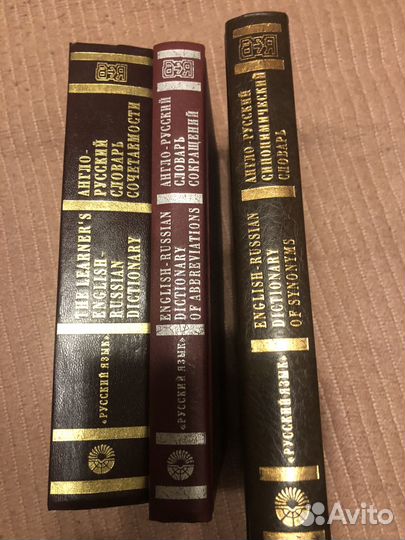 АНГЛО-
РУССКИЙ
СЛОВАРЬ
СОЧЕТАЕМОСТИ
THE LEARNER'S
ENGLISH-
RUSSIAN
DICTIONARY
«РУССКИЙ ЯЗЫК»
АНГЛО-РУССКИЙ
СЛОВАРЬ
СОКРАЩЕНИЙ
ENGLISH-RUSSIAN
DICTIONARY
OF ABBREVIATIONS
«РУССКИЙ ЯЗЫК»
АНГЛО-РУССКИЙ
СИНОНИМИЧЕСКИЙ
СЛОВАРЬ
ENGLISH-RUSSIAN
DICTIONARY
OF SYNONYMS
«РУССКИЙ ЯЗЫК»
Avito